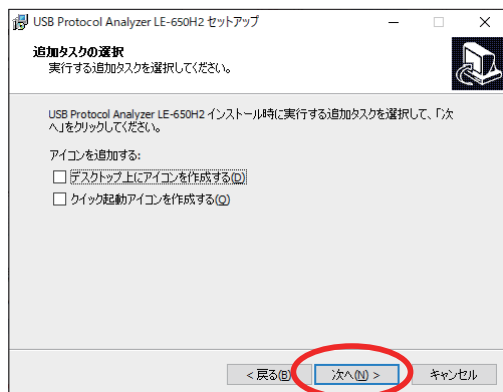 USB Protocol Analyzer LE-650H2 セットアップ
追加タスクの選択
実行する追加タスクを選択してください。
USB Protocol Analyzer LE-650H2 インストール時に実行する追加タスクを選択して、「次
へ」をクリックしてください。
アイコンを追加する:
デスクトップ上にアイコンを作成する(D)
クイック起動アイコンを作成する(Q)
< 戻る(B)
次へ(N) >
キャンセル